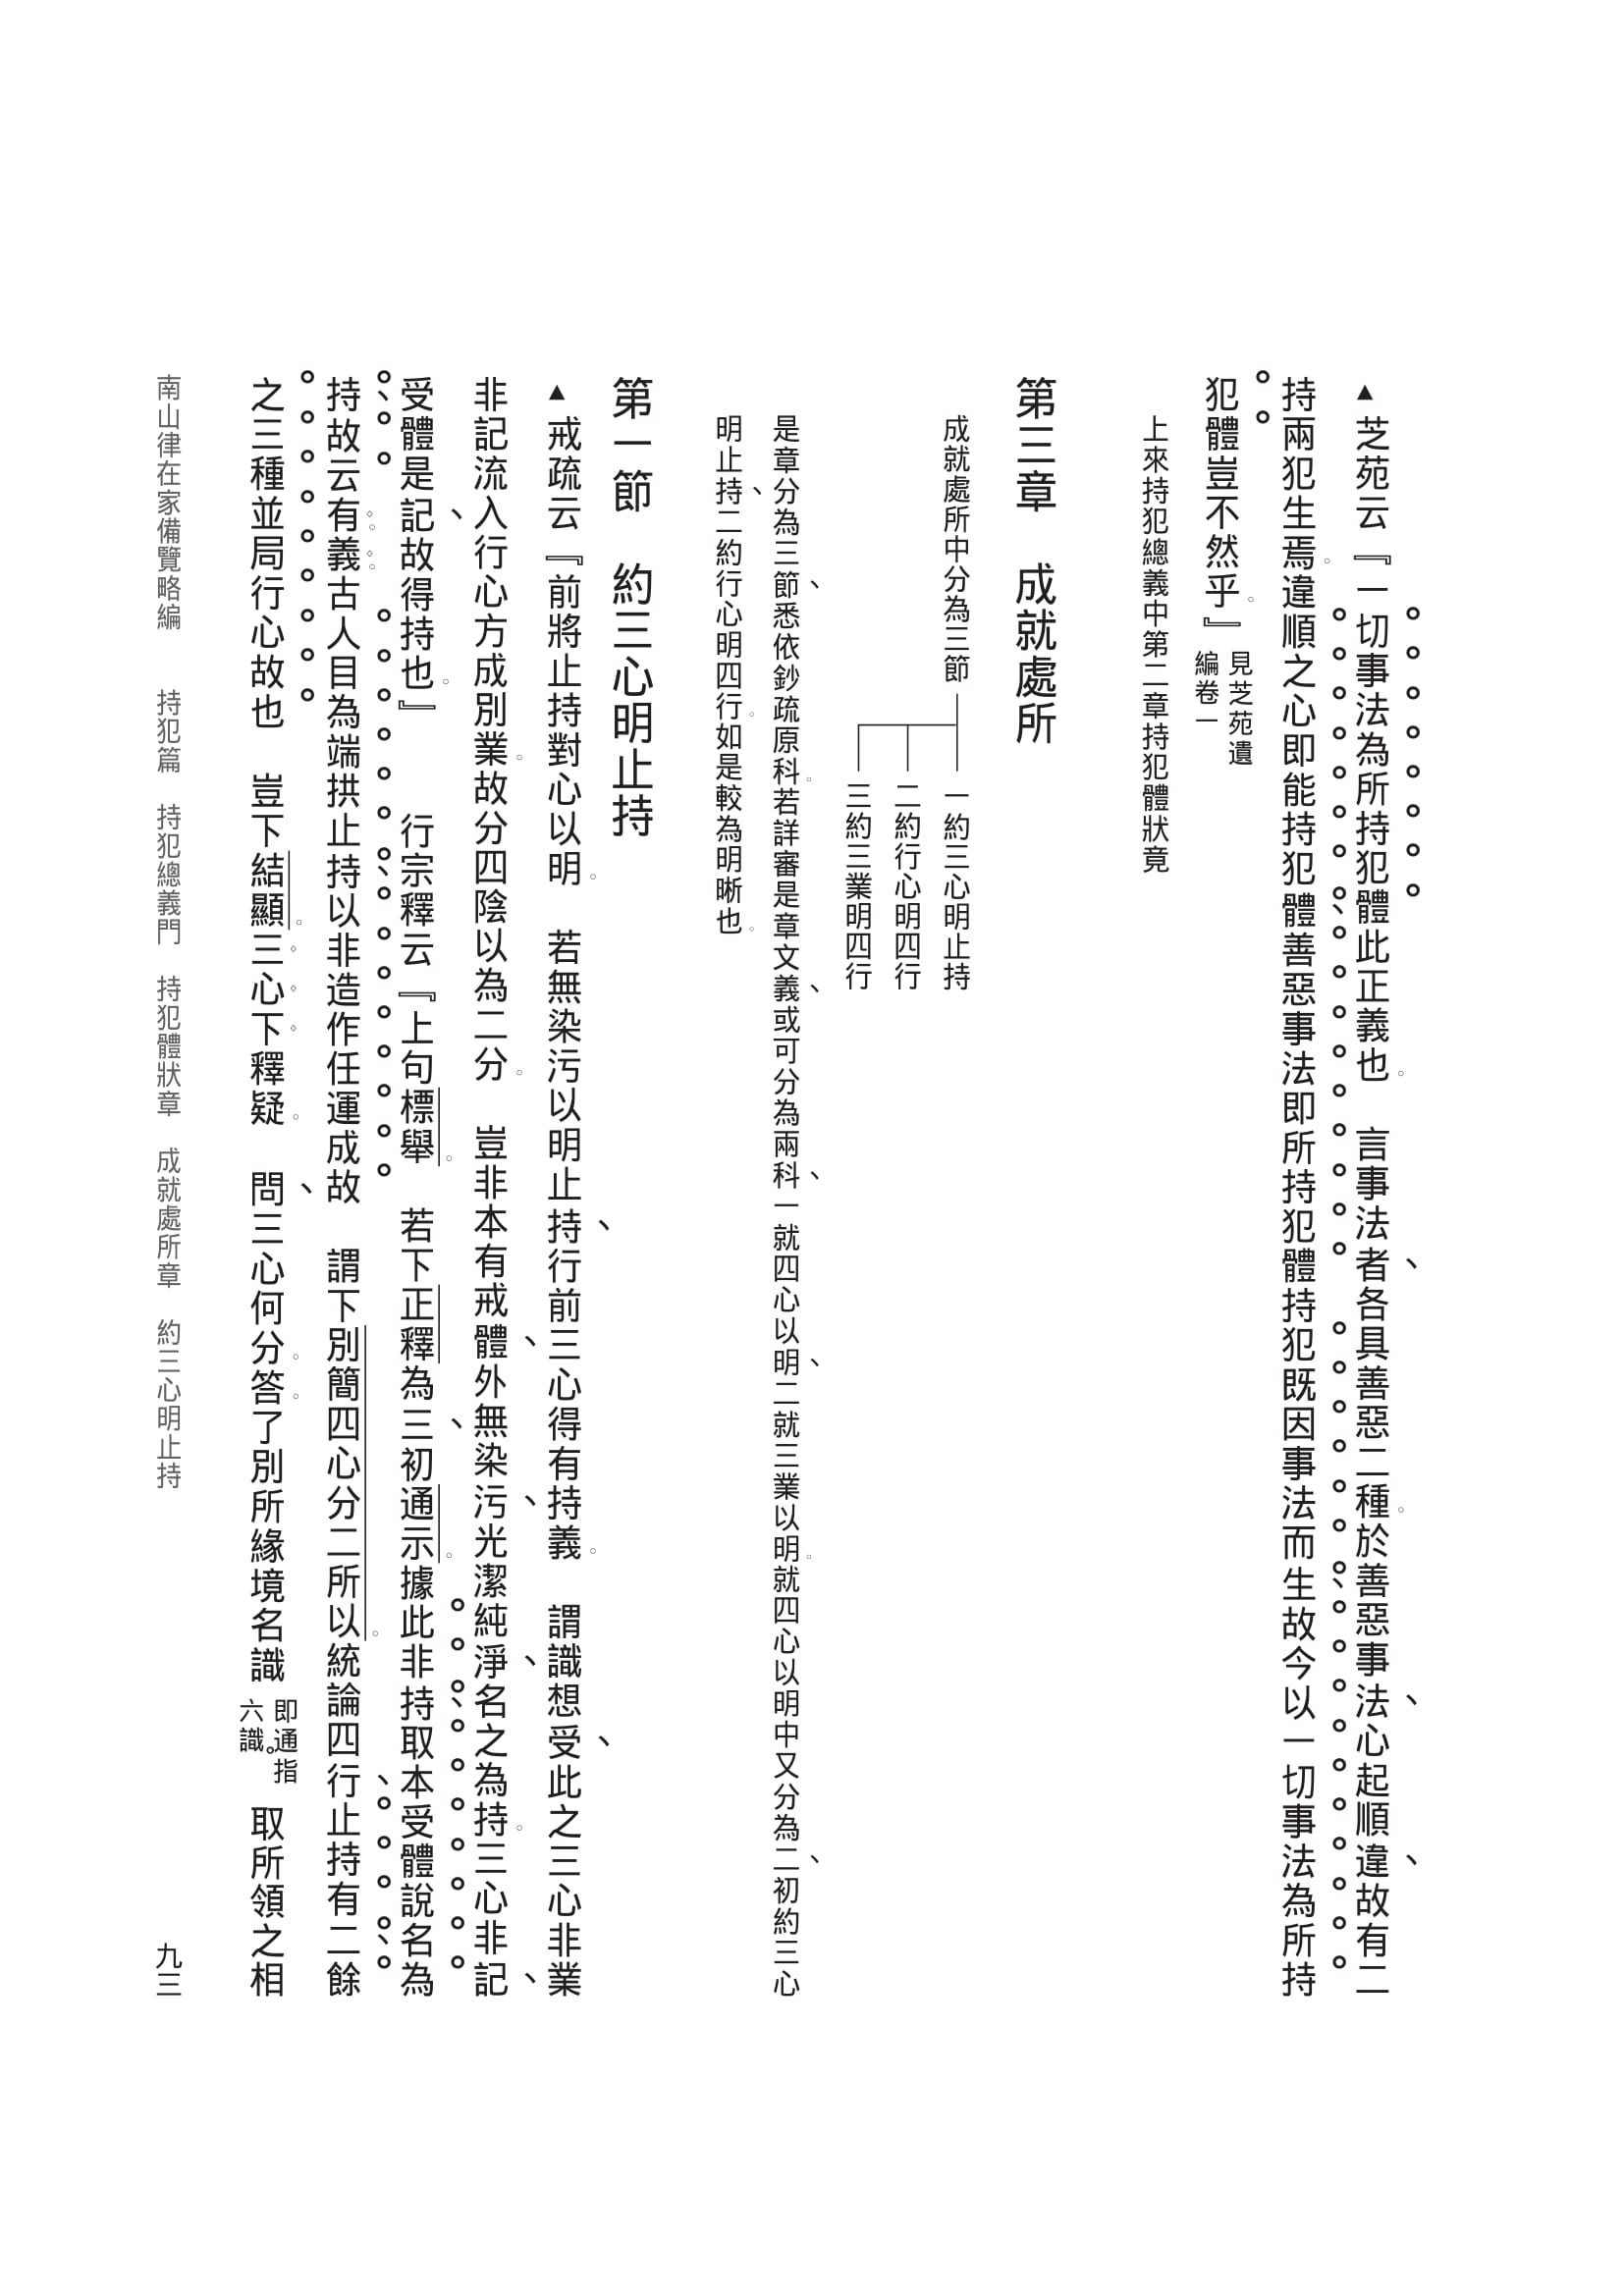 ▲芝苑云『一切事法為所持犯體此正義也。　言事法者、各具善惡二種。於善惡事法、心起順違、故有二
持兩犯生焉。違順之心即能持犯體善惡事法即所持犯體持犯既因事法而生故今以一切事法為所持
犯體豈不然乎。』見芝苑遺編卷一
上來持犯總義中第二章持犯體狀竟
第三章　成就處所
成就處所中分為三節
一約三心明止持
二約行心明四行
三約三業明四行
是章分為三節、悉依鈔疏原科。若詳審是章文義、或可分為兩科、一就四心以明、二就三業以明。就四心以明中又分為二、初約三心
明止持、二約行心明四行。如是較為明晰也。
第一節　約三心明止持
▲戒疏云『前將止持對心以明。　若無染污以明止持、行前三心得有持義。　謂識想受、此之三心非業
非記流入行心方成別業。故分四陰以為二分。　豈非本有戒體、外無染污、光潔純淨、名之為持。三心非記、
受體是記、故得持也。』　行宗釋云『上句標舉。　若下正釋為三、初通示。據此非持取本受體說名為
持故云有義古人目為端拱止持以非造作任運成故　謂下別簡四心分二所以。統論四行、止持有二餘
之三種並局行心故也　豈下結顯。三心下釋疑。　問、三心何分。答。了別所緣境名識即通指六識。取所領之相
南山律在家備覽略編　持犯篇　持犯總義門　持犯體狀章　成就處所章　約三心明止持
九三